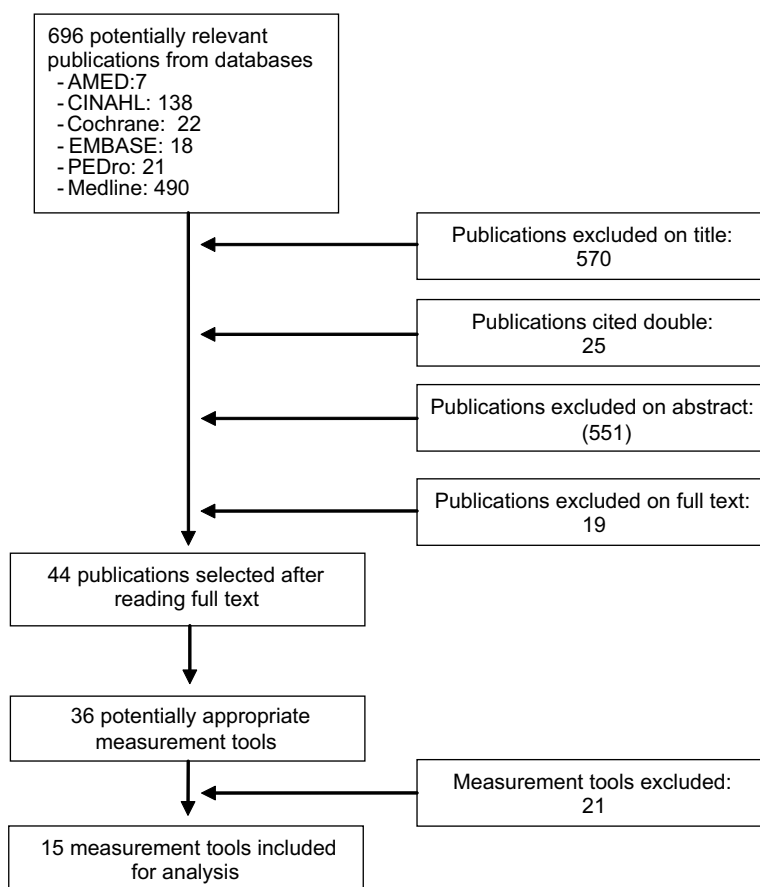 696 potentially relevant
publications from databases
- AMED:7
- CINAHL: 138
- Cochrane: 22
- EMBASE: 18
- PEDro: 21
- Medline: 490
Publications excluded on title:
570
Publications cited double:
25
Publications excluded on abstract:
(551)
Publications excluded on full text:
19
44 publications selected after
reading full text
36 potentially appropriate
measurement tools
Measurement tools excluded:
21
15 measurement tools included
for analysis